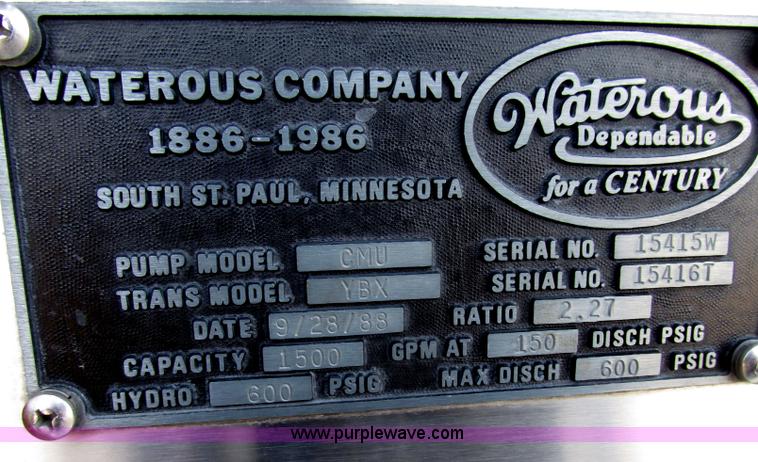 WATEROUS COMPANY
1886-1986
SOUTH ST. PAUL, MINNESOTA
Waterous
Dependable
for a CENTURY
PUMP MODEL CMU SERIAL NO. 15415W
TRANS MODEL YBX SERIAL NO. 15416T
DATE 9/28/88 RATIO 2.27
CAPACITY 1500 GPM AT 150 DISCH PSIG
HYDRO 600 PSIG MAX DISCH 600 PSIG
www.purplewave.com